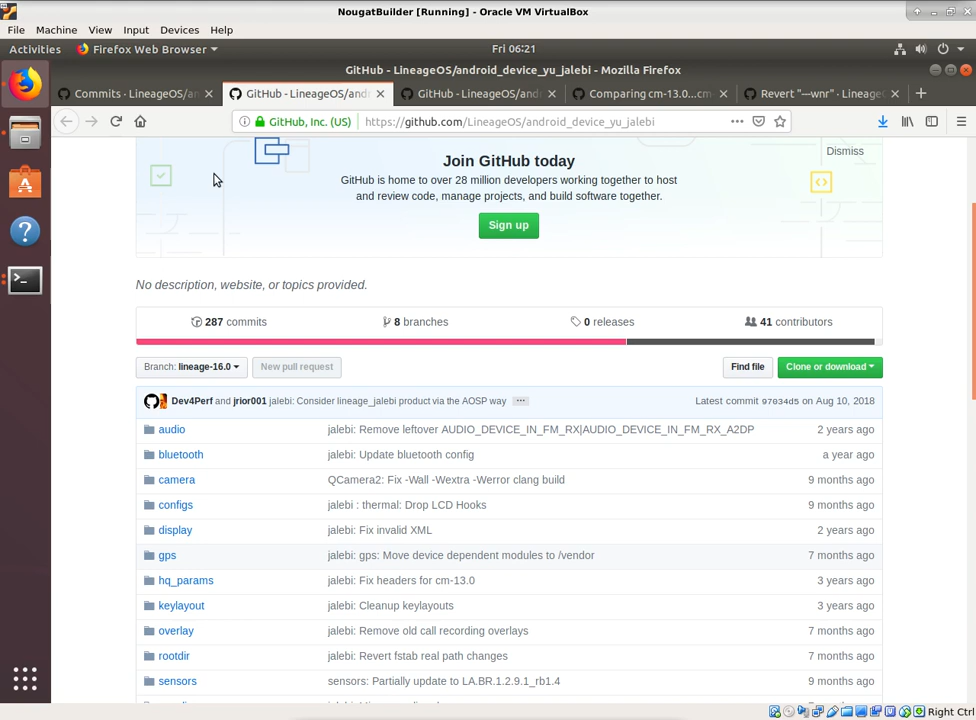 NougatBuilder [Running] - Oracle VM VirtualBox
File Machine View Input Devices Help
Activities Firefox Web Browser Fri 06:21
GitHub - LineageOS/android_device_yu_jalebi - Mozilla Firefox
Commits · LineageOS/an GitHub - LineageOS/and GitHub - LineageOS/and Comparing cm-13.0...cm- Revert "---wnr" · Lineage
GitHub, Inc. (US) https://github.com/LineageOS/android_device_yu_jalebi
Join GitHub today
Dismiss
GitHub is home to over 28 million developers working together to host
and review code, manage projects, and build software together.
Sign up
No description, website, or topics provided.
287 commits 8 branches 0 releases 41 contributors
Branch: lineage-16.0 New pull request Find file Clone or download
Dev4Perf and jrior001 jalebi: Consider lineage_jalebi product via the AOSP way ... Latest commit 97034d5 on Aug 10, 2018
audio jalebi: Remove leftover AUDIO_DEVICE_IN_FM_RX|AUDIO_DEVICE_IN_FM_RX_A2DP 2 years ago
bluetooth jalebi: Update bluetooth config a year ago
camera QCamera2: Fix -Wall -Wextra -Werror clang build 9 months ago
configs jalebi : thermal: Drop LCD Hooks 9 months ago
display jalebi: Fix invalid XML 2 years ago
gps jalebi: gps: Move device dependent modules to /vendor 7 months ago
hq_params jalebi: Fix headers for cm-13.0 3 years ago
keylayout jalebi: Cleanup keylayouts 3 years ago
overlay jalebi: Remove old call recording overlays 7 months ago
rootdir jalebi: Revert fstab real path changes 7 months ago
sensors sensors: Partially update to LA.BR.1.2.9.1_rb1.4 9 months ago
Right Ctrl